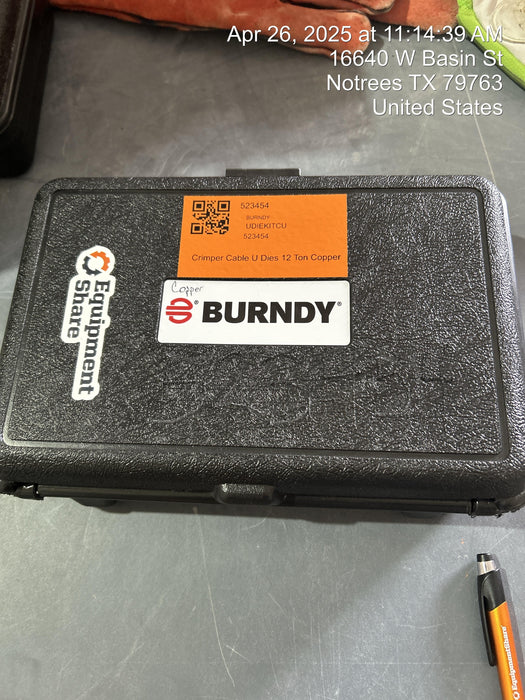 Apr 26, 2025 at 11:14:39 AM
16640 W Basin St
Notrees TX 79763
United States
523454
BURNDY
UDIEKITCU
523454
Crimper Cable U Dies 12 Ton Copper
Copper
BURNDY®
Equipment
Share
EquipmentShare